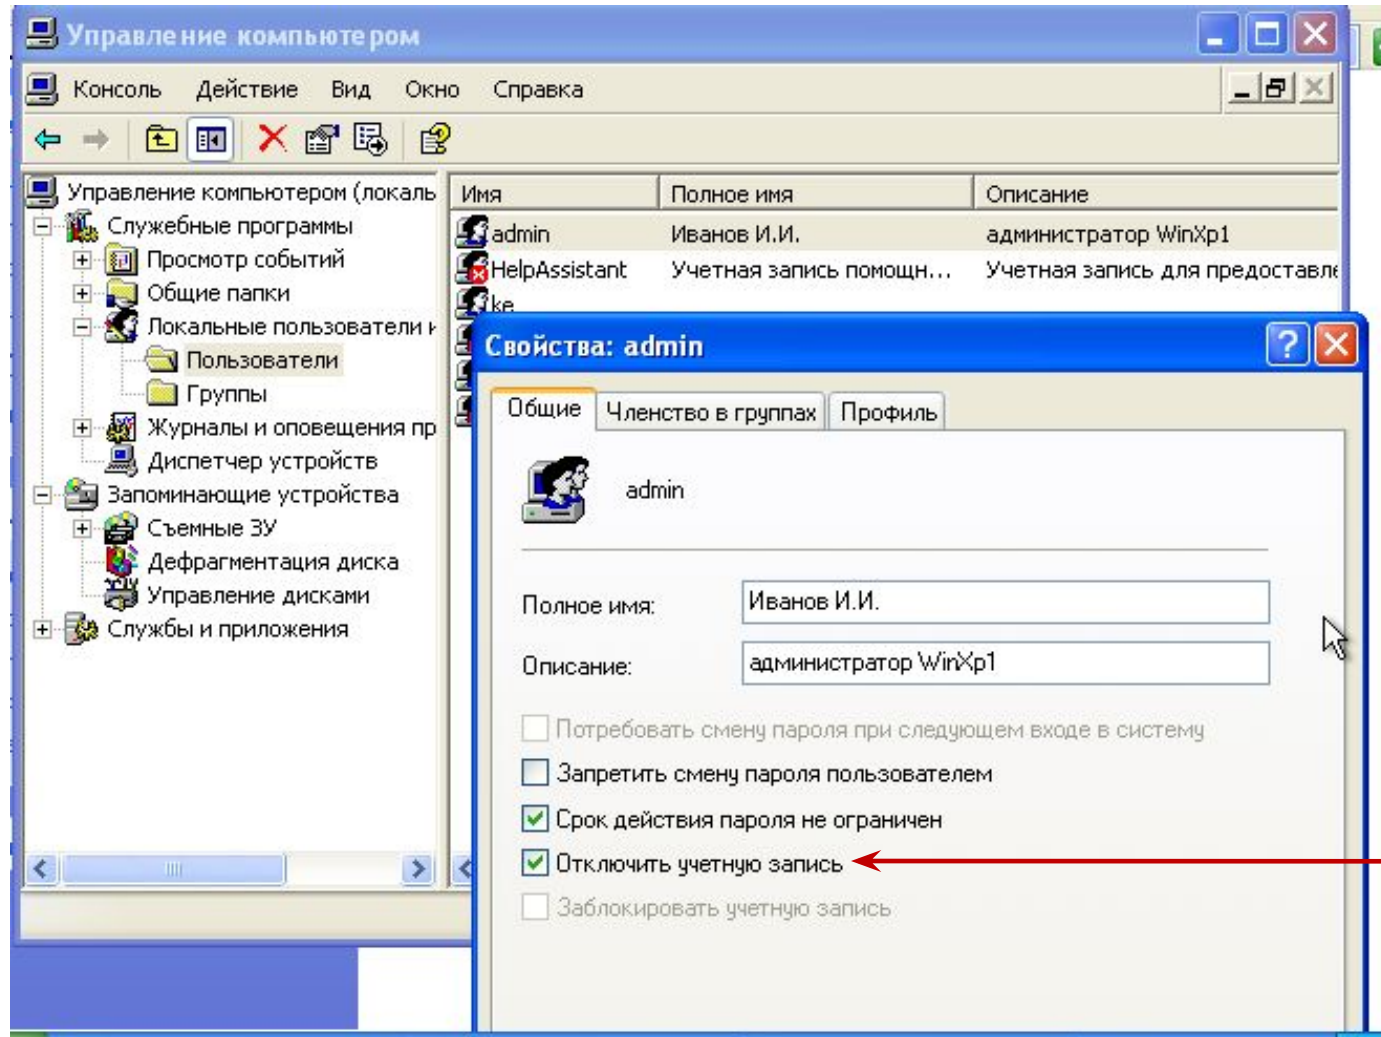 Управление компьютером
Консоль Действие Вид Окно Справка
Управление компьютером (локаль
Служебные программы
Просмотр событий
Общие папки
Локальные пользователи и
Пользователи
Группы
Журналы и оповещения пр
Диспетчер устройств
Запоминающие устройства
Съемные ЗУ
Дефрагментация диска
Управление дисками
Службы и приложения
Имя Полное имя Описание
admin Иванов И.И. администратор WinXp1
HelpAssistant Учетная запись помощн... Учетная запись для предоставле
ke
Свойства: admin
Общие Членство в группах Профиль
admin
Полное имя: Иванов И.И.
Описание: администратор WinXp1
Потребовать смену пароля при следующем входе в систему
Запретить смену пароля пользователем
Срок действия пароля не ограничен
Отключить учетную запись
Заблокировать учетную запись